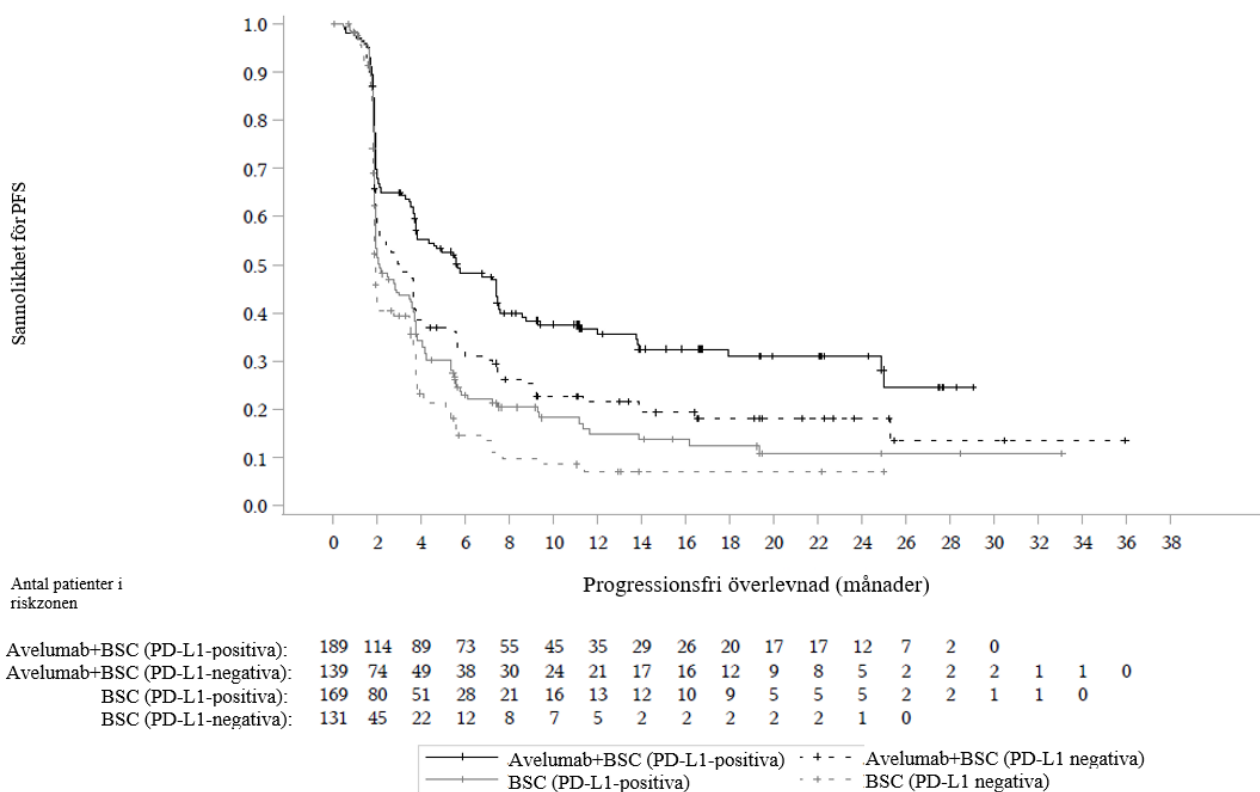 1.0
0.9
0.8
0.7
0.6
0.5
0.4
0.3
0.2
0.1
0.0
Sannolikhet för PFS
0 2 4 6 8 10 12 14 16 18 20 22 24 26 28 30 32 34 36 38
Progressionsfri överlevnad (månader)
Antal patienter i
riskzonen
Avelumab+BSC (PD-L1-positiva): 189 114 89 73 55 45 35 29 26 20 17 17 12 7 2 0
Avelumab+BSC (PD-L1-negativa): 139 74 49 38 30 24 21 17 16 12 9 8 5 2 2 2 1 1 0
BSC (PD-L1-positiva): 169 80 51 28 21 16 13 12 10 9 5 5 5 2 2 1 1 0
BSC (PD-L1-negativa): 131 45 22 12 8 7 5 2 2 2 2 2 1 0
Avelumab+BSC (PD-L1-positiva) Avelumab+BSC (PD-L1 negativa)
BSC (PD-L1-positiva) BSC (PD-L1 negativa)